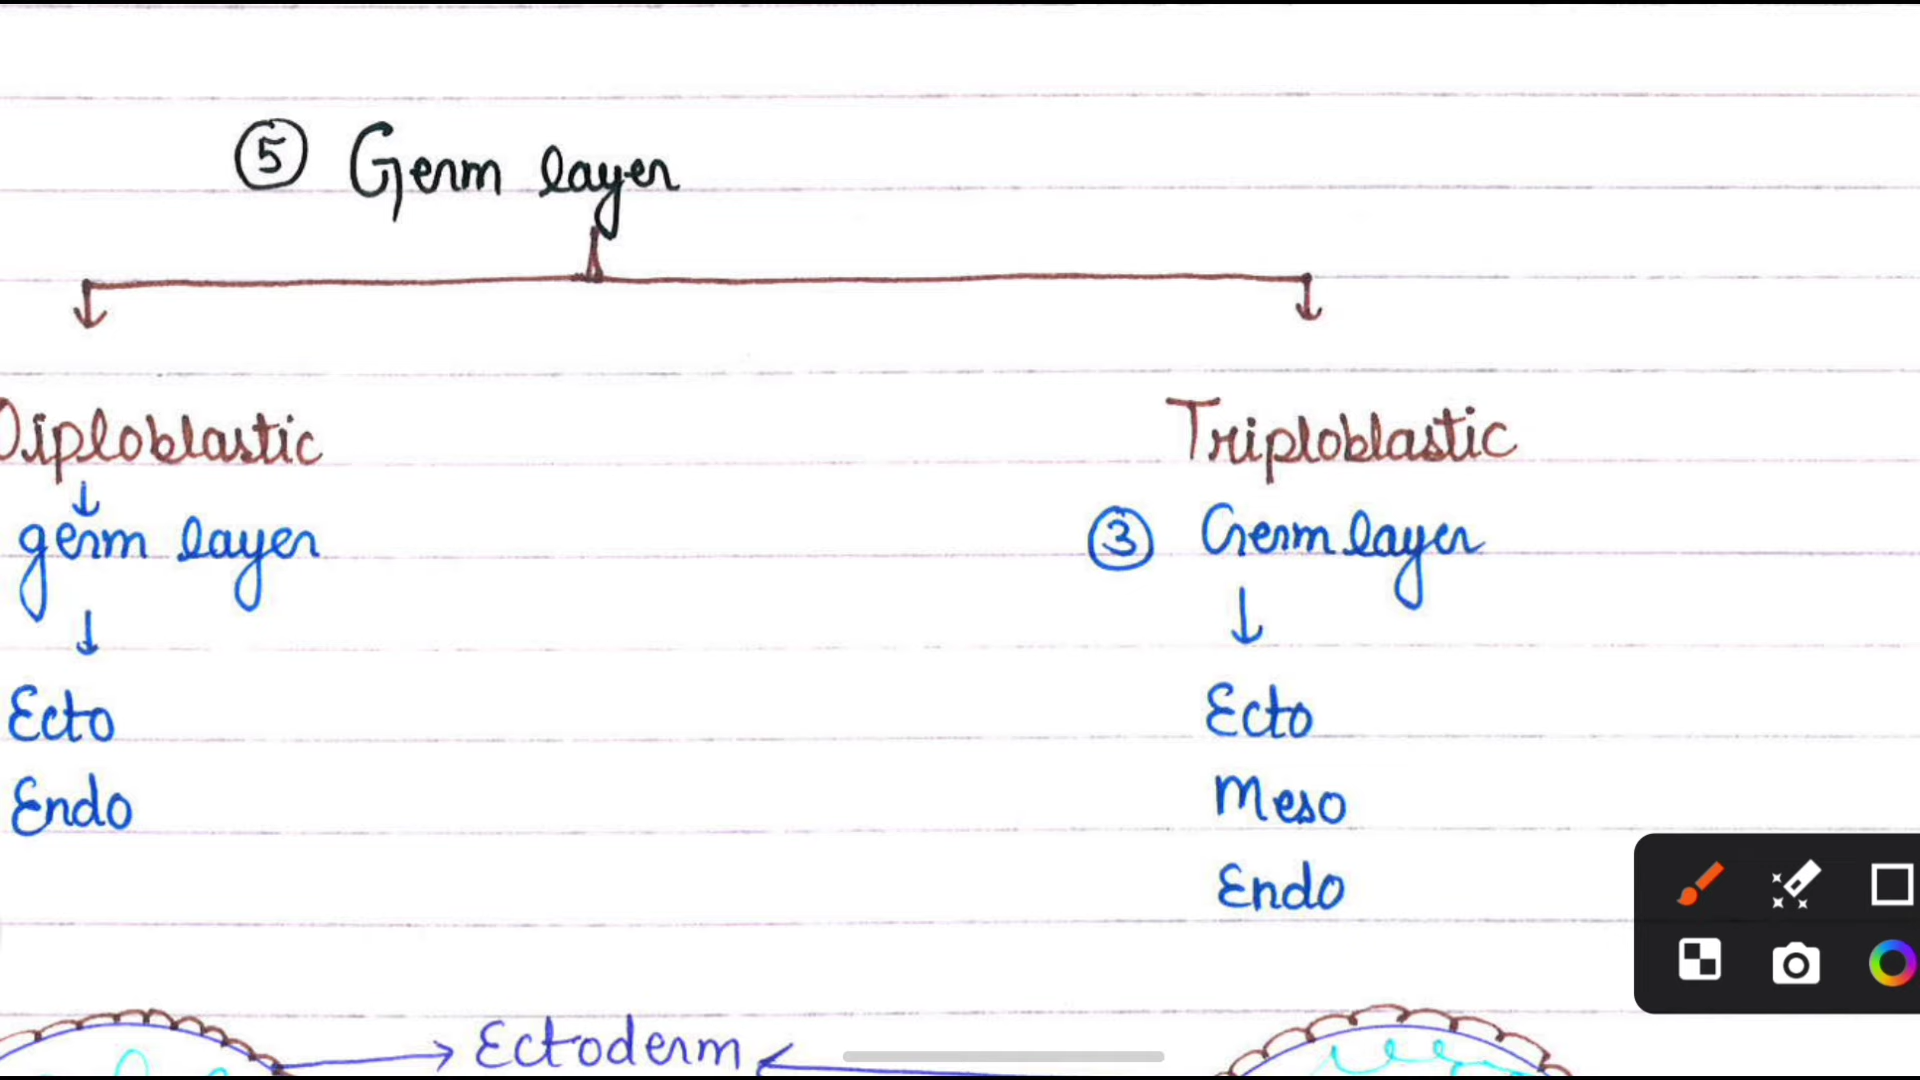 5 Germ layer
Diploblastic
germ layer
Ecto
Endo
Triploblastic
3 Germ layer
Ecto
Meso
Endo
Ectoderm